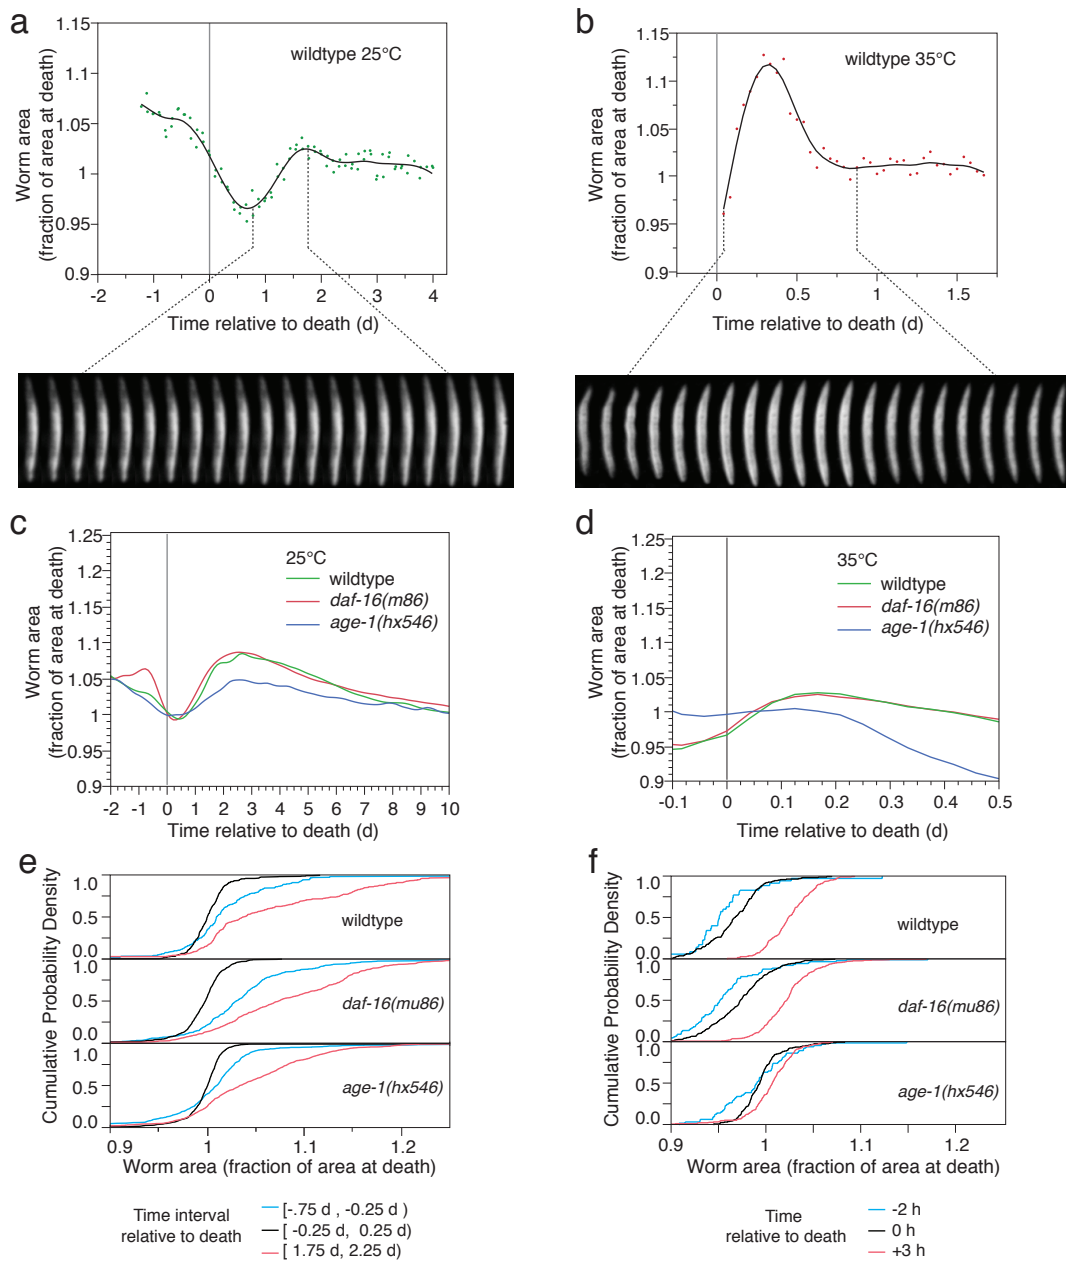 a
1.15
1.1
1.05
1
0.95
0.9
Worm area
(fraction of area at death)
wildtype 25°C
-2 -1 0 1 2 3 4
Time relative to death (d)
b
1.15
1.10
1.05
1
0.95
0.9
Worm area
(fraction of area at death)
wildtype 35°C
0 0.5 1 1.5
Time relative to death (d)
c
1.25
1.2
1.15
1.1
1.05
1
0.95
0.9
Worm area
(fraction of area at death)
25°C
wildtype
daf-16(m86)
age-1(hx546)
-2 -1 0 1 2 3 4 5 6 7 8 9 10
Time relative to death (d)
d
1.25
1.2
1.15
1.10
1.05
1
0.95
0.9
Worm area
(fraction of area at death)
35°C
wildtype
daf-16(m86)
age-1(hx546)
-0.1 0 0.1 0.2 0.3 0.4 0.5
Time relative to death (d)
e
Cumulative Probability Density
1.0
0.5
0.0
wildtype
1.0
0.5
0.0
daf-16(mu86)
1.0
0.5
0.0
age-1(hx546)
0.9 1 1.1 1.2
Worm area (fraction of area at death)
Time interval
relative to death
[-.75 d , -0.25 d )
[ -0.25 d, 0.25 d)
[ 1.75 d, 2.25 d)
f
Cumulative Probability Density
1.0
0.5
0.0
wildtype
1.0
0.5
0.0
daf-16(mu86)
1.0
0.5
0.0
age-1(hx546)
0.9 1 1.1 1.2
Worm area (fraction of area at death)
Time
relative to death
-2 h
0 h
+3 h